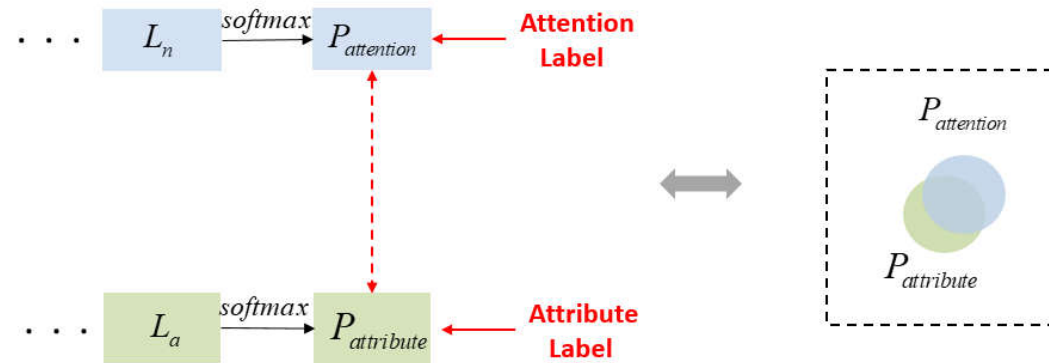 . . .
L_n
softmax
P_attention
Attention
Label
P_attention
P_attribute
. . .
L_a
softmax
P_attribute
Attribute
Label